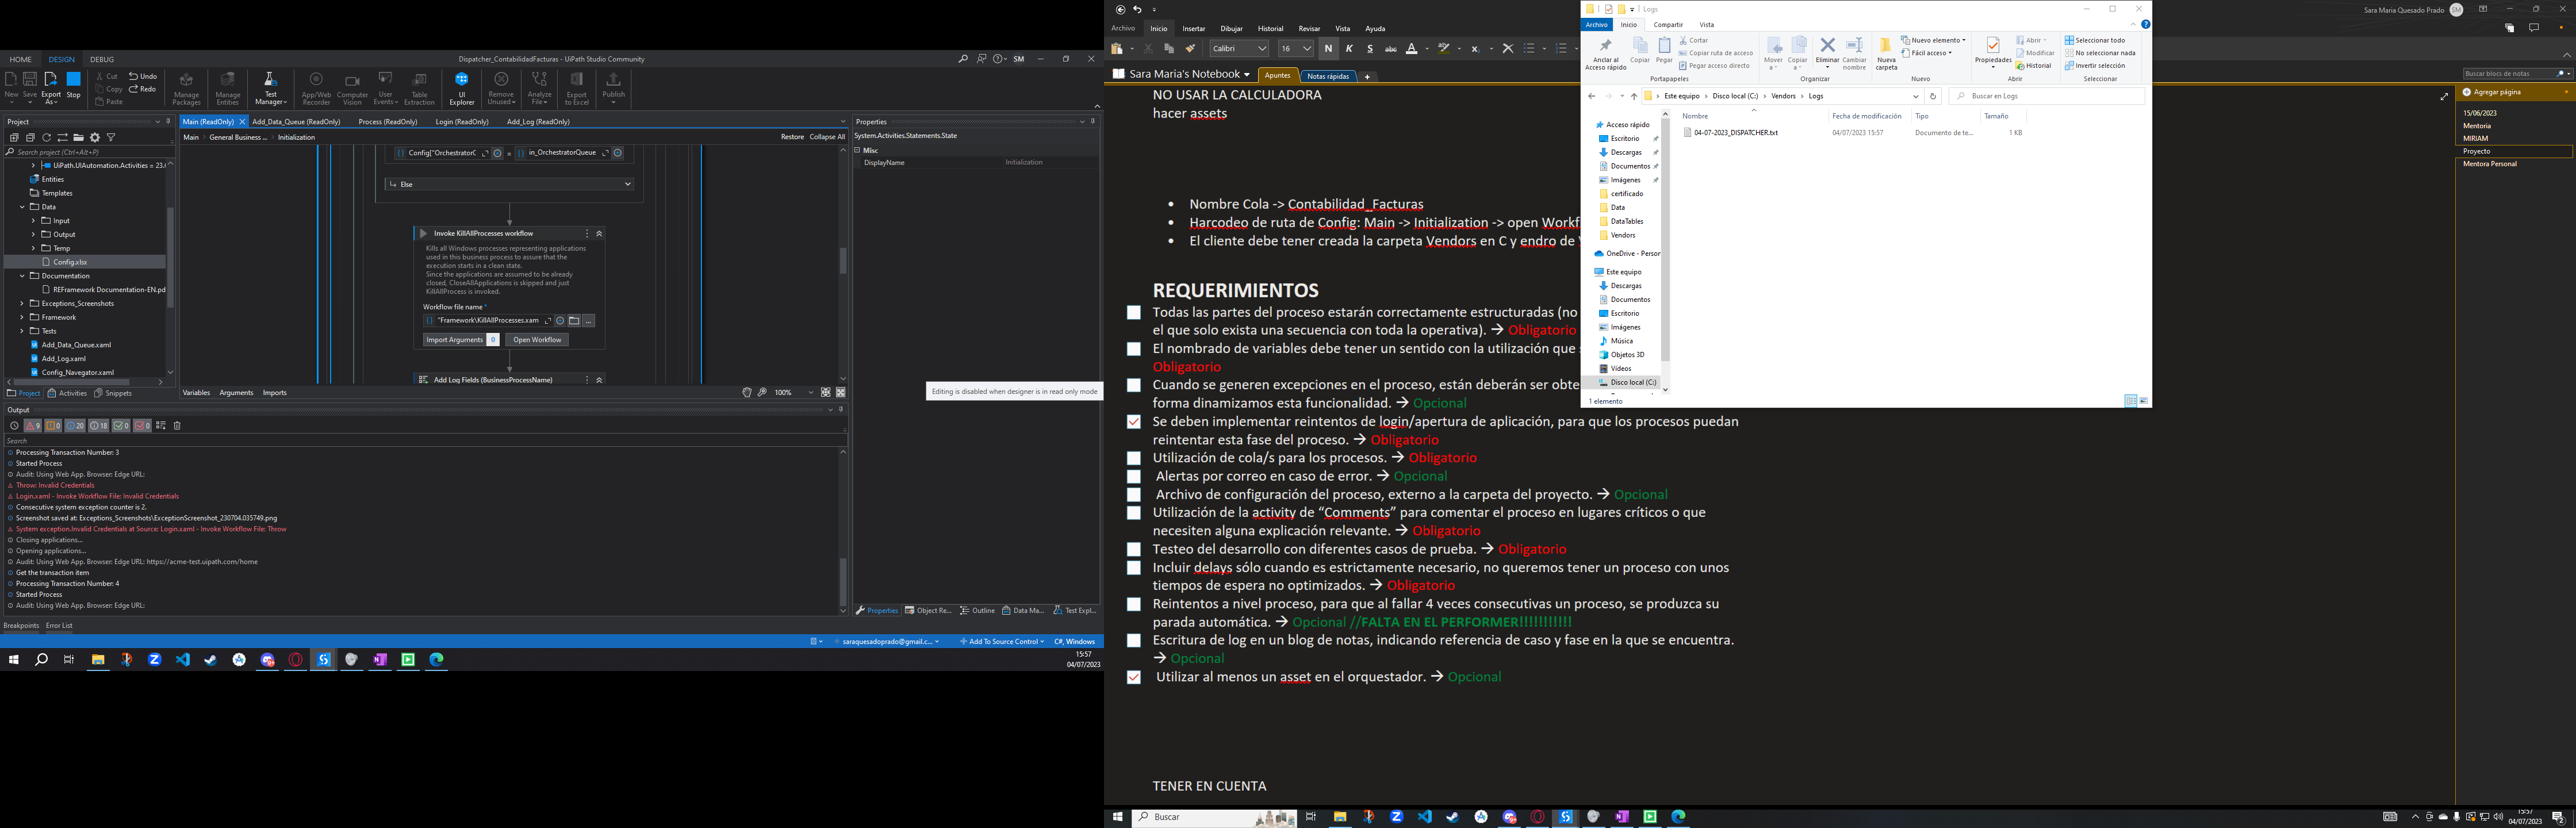 HOME DESIGN DEBUG
Dispatcher_ContabilidadFacturas - UiPath Studio Community
SM
New Save Export As Stop
Cut Copy Paste Undo Redo
Manage Packages
Manage Entities
Test Manager
App/Web Recorder
Computer Vision
User Events
Table Extraction
UI Explorer
Remove Unused
Analyze File
Export to Excel
Publish
Project
Search project (Ctrl+Alt+P)
UiPath.UIAutomation.Activities = 23.
Entities
Templates
Data
Input
Output
Temp
Config.xlsx
Documentation
REFramework Documentation-EN.pd
Exceptions_Screenshots
Framework
Tests
Add_Data_Queue.xaml
Add_Log.xaml
Config_Navegator.xaml
Project Activities Snippets
Main (ReadOnly) Add_Data_Queue (ReadOnly) Process (ReadOnly) Login (ReadOnly) Add_Log (ReadOnly)
Main General Business ... Initialization
Restore Collapse All
Config["OrchestratorC = in_OrchestratorQueue
Else
Invoke KillAllProcesses workflow
Kills all Windows processes representing applications
used in this business process to assure that the
execution starts in a clean state.
Since the applications are assumed to be already
closed, CloseAllApplications is skipped and just
KillAllProcess is invoked.
Workflow file name *
"Framework\KillAllProcesses.xam
Import Arguments 0 Open Workflow
Add Log Fields (BusinessProcessName)
Variables Arguments Imports
100%
Properties
System.Activities.Statements.State
Misc
DisplayName Initialization
Editing is disabled when designer is in read only mode
Properties Object Re... Outline Data Ma... Test Expl...
Output
9 0 20 18 0 0
Search
Processing Transaction Number: 3
Started Process
Audit: Using Web App. Browser: Edge URL:
Throw: Invalid Credentials
Login.xaml - Invoke Workflow File: Invalid Credentials
Consecutive system exception counter is 2.
Screenshot saved at: Exceptions_Screenshots\ExceptionScreenshot_230704.035749.png
System exception.Invalid Credentials at Source: Login.xaml - Invoke Workflow File: Throw
Closing applications...
Opening applications...
Audit: Using Web App. Browser: Edge URL: https://acme-test.uipath.com/home
Get the transaction item
Processing Transaction Number: 4
Started Process
Audit: Using Web App. Browser: Edge URL:
Breakpoints Error List
saraquesadoprado@gmail.c... Add To Source Control C#, Windows
15:57
04/07/2023
Sara Maria Quesado Prado SM
Archivo Inicio Insertar Dibujar Historial Revisar Vista Ayuda
Calibri 16 N K S abc A
Sara Maria's Notebook Apuntes Notas rápidas +
Buscar blocs de notas
NO USAR LA CALCULADORA
hacer assets
Nombre Cola -> Contabilidad_Facturas
Harcodeo de ruta de Config: Main -> Initialization -> open Workf
El cliente debe tener creada la carpeta Vendors en C y endro de
REQUERIMIENTOS
Todas las partes del proceso estarán correctamente estructuradas (no
el que solo exista una secuencia con toda la operativa). → Obligatorio
El nombrado de variables debe tener un sentido con la utilización que
Obligatorio
Cuando se generen excepciones en el proceso, están deberán ser obte
forma dinamizamos esta funcionalidad. → Opcional
Se deben implementar reintentos de login/apertura de aplicación, para que los procesos puedan
reintentar esta fase del proceso. → Obligatorio
Utilización de cola/s para los procesos. → Obligatorio
Alertas por correo en caso de error. → Opcional
Archivo de configuración del proceso, externo a la carpeta del proyecto. → Opcional
Utilización de la activity de “Comments” para comentar el proceso en lugares críticos o que
necesiten alguna explicación relevante. → Obligatorio
Testeo del desarrollo con diferentes casos de prueba. → Obligatorio
Incluir delays sólo cuando es estrictamente necesario, no queremos tener un proceso con unos
tiempos de espera no optimizados. → Obligatorio
Reintentos a nivel proceso, para que al fallar 4 veces consecutivas un proceso, se produzca su
parada automática. → Opcional //FALTA EN EL PERFORMER!!!!!!!!!!!
Escritura de log en un blog de notas, indicando referencia de caso y fase en la que se encuentra.
→ Opcional
Utilizar al menos un asset en el orquestador. → Opcional
TENER EN CUENTA
Agregar página
15/06/2023
Mentoria
MIRIAM
Proyecto
Mentora Personal
Logs
Archivo Inicio Compartir Vista
Anclar al Acceso rápido
Copiar Pegar
Cortar
Copiar ruta de acceso
Pegar acceso directo
Portapapeles
Mover a Copiar a Eliminar Cambiar nombre
Organizar
Nueva carpeta
Nuevo elemento
Fácil acceso
Nuevo
Propiedades
Abrir
Modificar
Historial
Abrir
Seleccionar todo
No seleccionar nada
Invertir selección
Seleccionar
Este equipo Disco local (C:) Vendors Logs
Buscar en Logs
Nombre Fecha de modificación Tipo Tamaño
04-07-2023_DISPATCHER.txt 04/07/2023 15:57 Documento de te... 1 KB
Acceso rápido
Escritorio
Descargas
Documentos
Imágenes
certificado
Data
DataTables
Vendors
OneDrive - Persor
Este equipo
Descargas
Documentos
Escritorio
Imágenes
Música
Objetos 3D
Vídeos
Disco local (C:)
1 elemento
Buscar
15:57
04/07/2023
2